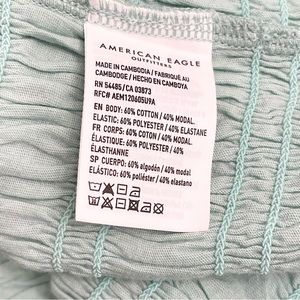 AMERICAN EAGLE
OUTFITTERS
MADE IN CAMBODIA / FABRIQUÉ AU
CAMBODGE / HECHO EN CAMBOYA
RN 54485/CA 03873
RFC# AEM120605U9A
EN BODY: 60% COTTON / 40% MODAL.
ELASTIC: 60% POLYESTER / 40% ELASTANE
FR CORPS: 60% COTON / 40% MODAL.
ÉLASTIQUE: 60% POLYESTER / 40%
ÉLASTHANNE
SP CUERPO: 60% algodón / 40% modal.
ELÁSTICO: 60% poliéster / 40% elastano